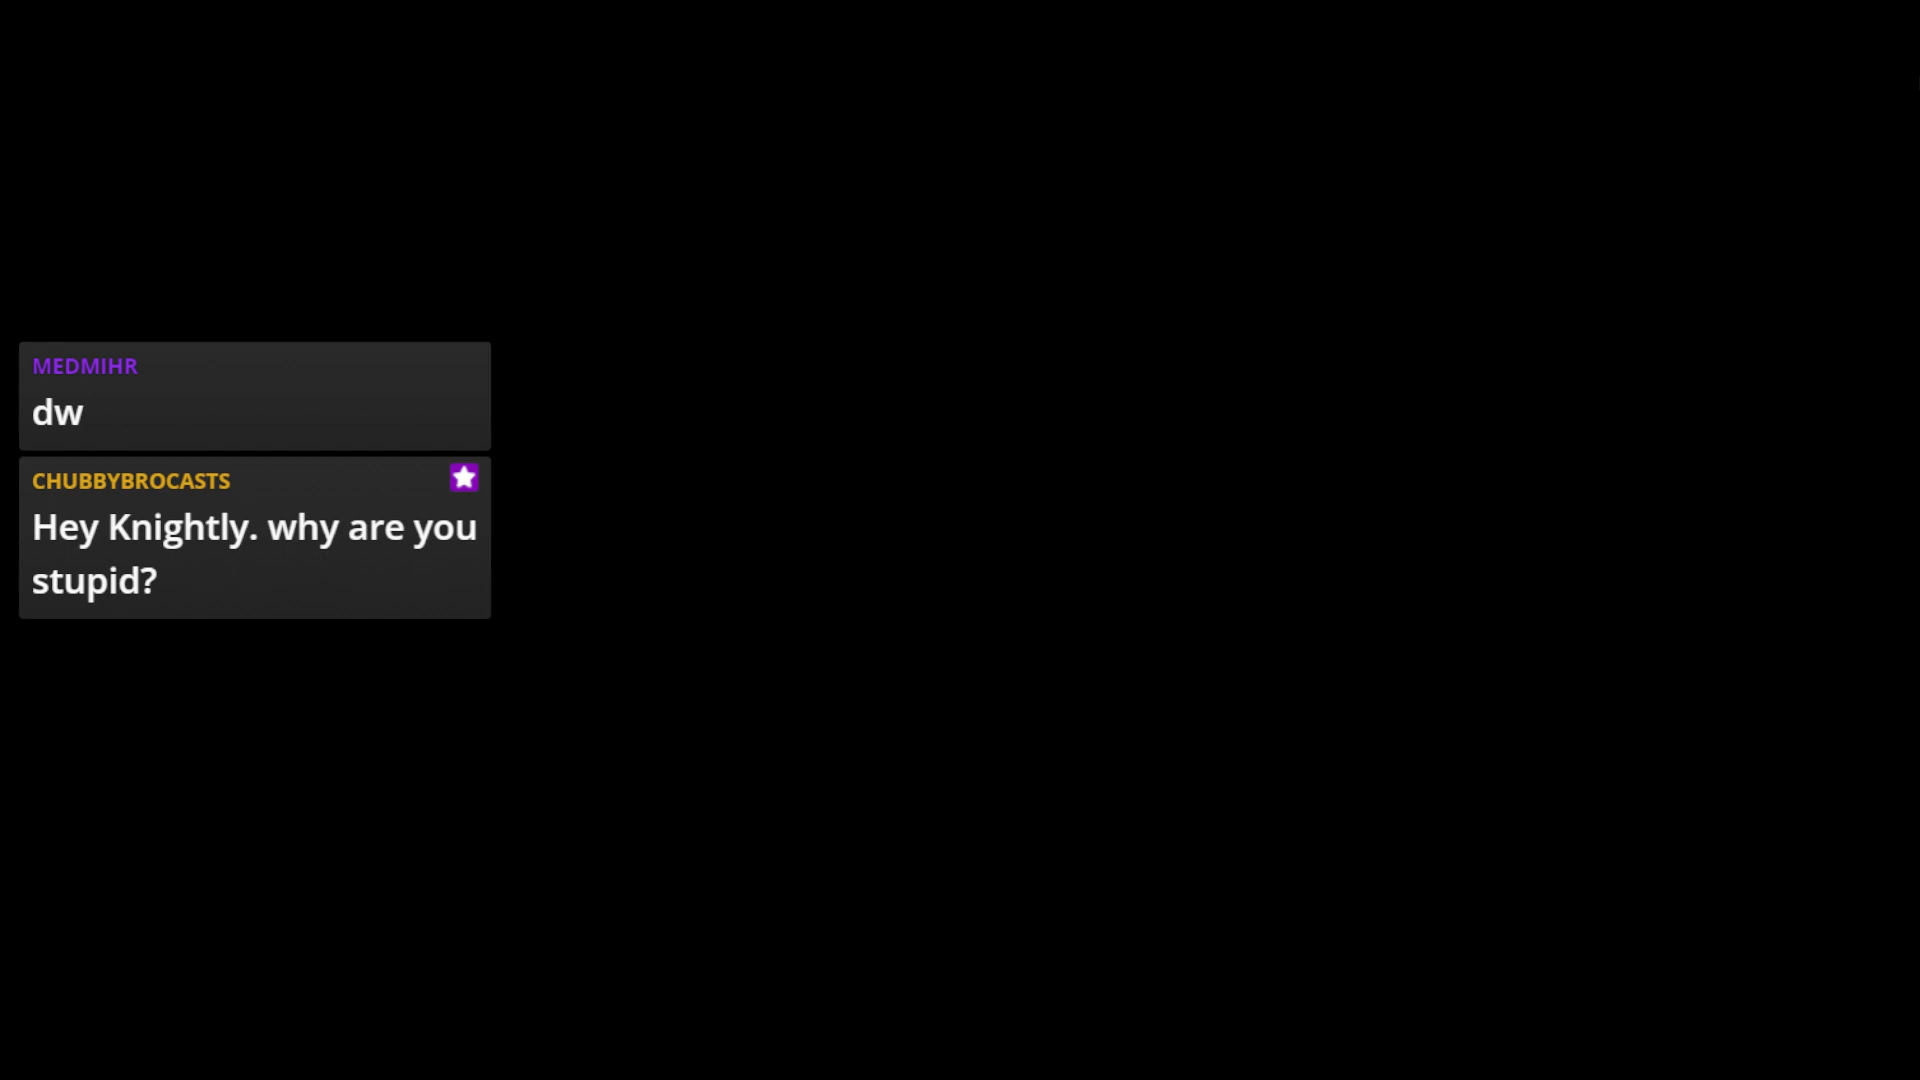 MEDMIHR
dw
CHUBBYBROCASTS
Hey Knightly. why are you
stupid?